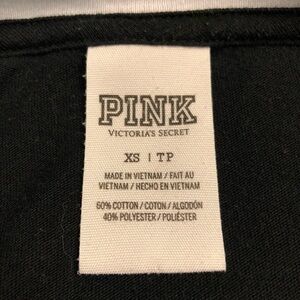 PINK
VICTORIA'S SECRET
XS | TP
MADE IN VIETNAM / FAIT AU
VIETNAM / HECHO EN VIETNAM
60% COTTON / COTON / ALGODÓN
40% POLYESTER / POLIÉSTER